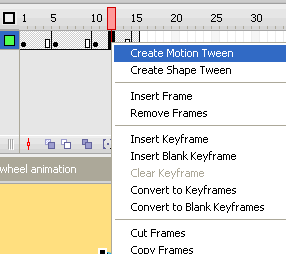 1 5 10 15 20 25 30
Create Motion Tween
Create Shape Tween
Insert Frame
Remove Frames
Insert Keyframe
Insert Blank Keyframe
Clear Keyframe
Convert to Keyframes
Convert to Blank Keyframes
wheel animation
Cut Frames
Copy Frames